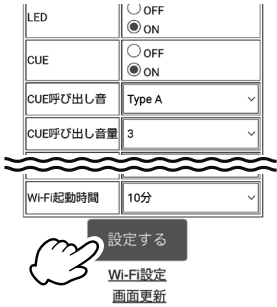 LED
OFF
ON
CUE
OFF
ON
CUE呼び出し音 Type A
CUE呼び出し音量 3
Wi-Fi起動時間 10分
設定する
Wi-Fi設定
画面更新